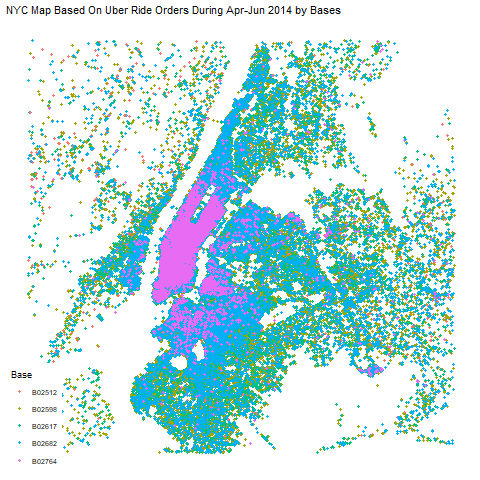 NYC Map Based On Uber Ride Orders During Apr-Jun 2014 by Bases
Base
B02512
B02598
B02617
B02682
B02764